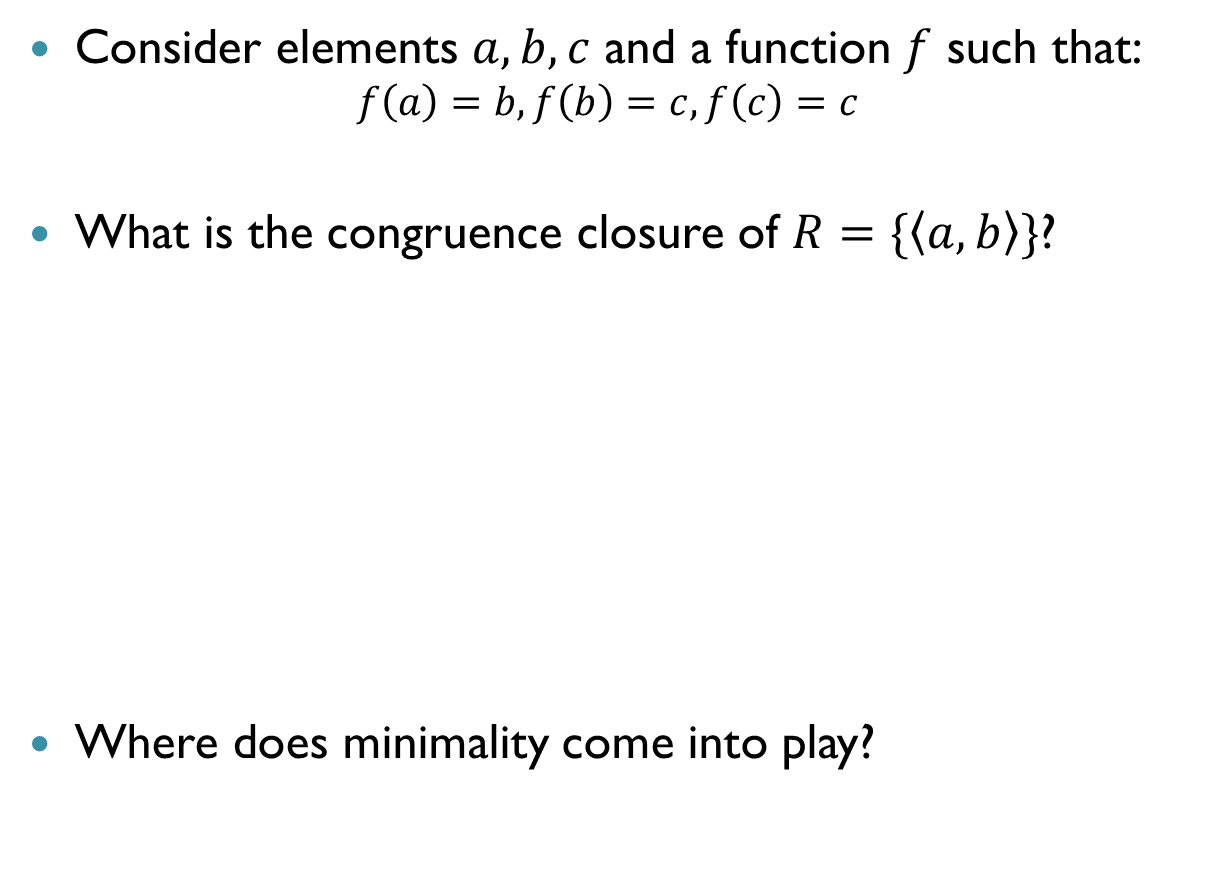 • Consider elements 𝑎, 𝑏, 𝑐 and a function 𝑓 such that:
𝑓(𝑎) = 𝑏, 𝑓(𝑏) = 𝑐, 𝑓(𝑐) = 𝑐
• What is the congruence closure of 𝑅 = {⟨𝑎, 𝑏⟩}?
• Where does minimality come into play?